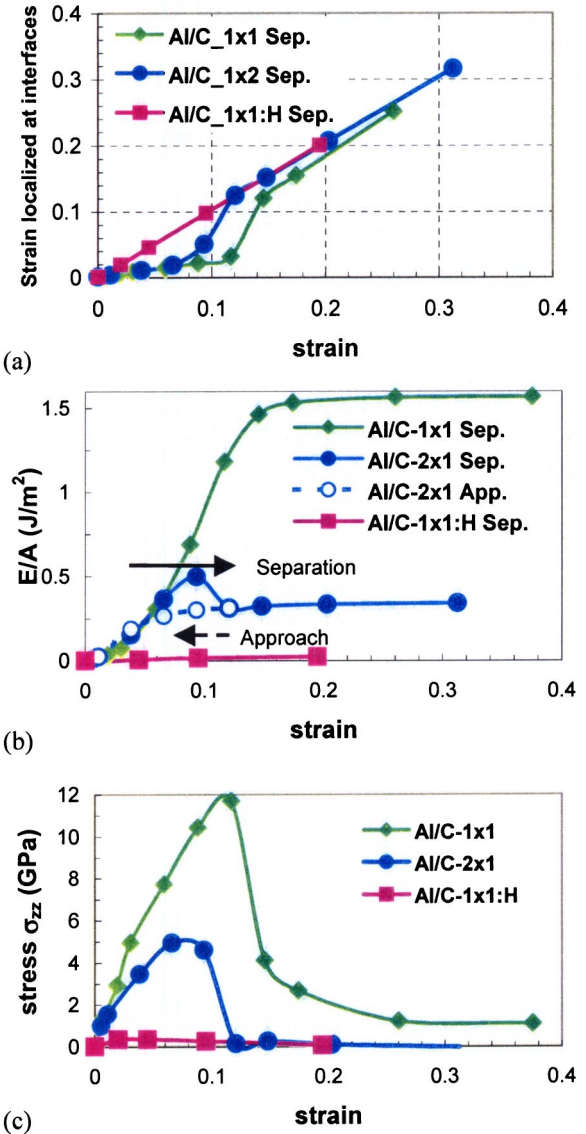 0.4
0.3
0.2
0.1
0
Strain localized at interfaces
Al/C_1x1 Sep.
Al/C_1x2 Sep.
Al/C_1x1:H Sep.
0 0.1 0.2 0.3 0.4
strain
(a)
1.5
1
0.5
0
E/A (J/m²)
Al/C-1x1 Sep.
Al/C-2x1 Sep.
Al/C-2x1 App.
Al/C-1x1:H Sep.
Separation
Approach
0 0.1 0.2 0.3 0.4
strain
(b)
12
10
8
6
4
2
0
stress σzz (GPa)
Al/C-1x1
Al/C-2x1
Al/C-1x1:H
0 0.1 0.2 0.3 0.4
strain
(c)